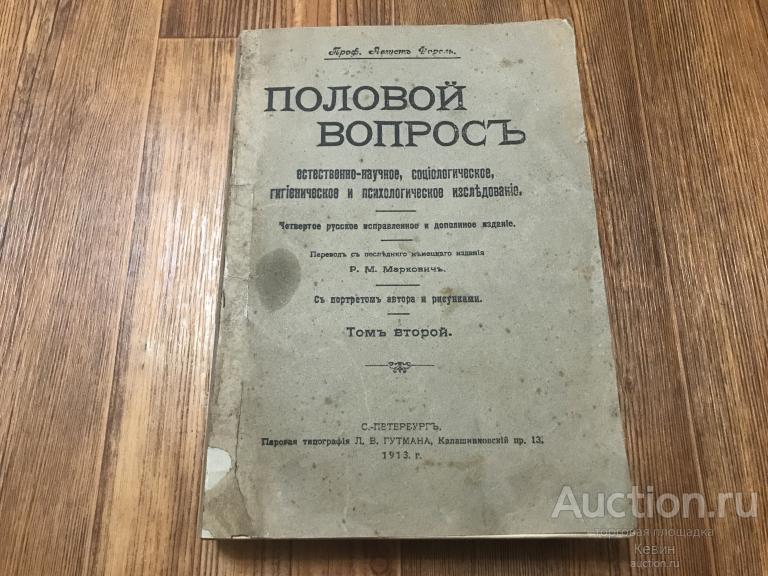 Проф. Августъ Форель.
ПОЛОВОЙ
ВОПРОСЪ
естественно-научное, соціологическое,
гигіеническое и психологическое изслѣдованіе.
Четвертое русское исправленное и дополнное изданіе.
Переводъ съ послѣдняго нѣмецкаго изданія
Р. М. Марковичъ.
Съ портретомъ автора и рисунками.
Томъ второй.
С.-ПЕТЕРБУРГЪ.
Паровая типографія Л. В. ГУТМАНА, Калашниковскій пр. 13.
1913. г.
Auction.ru
торговая площадка
Кевин
auction.ru